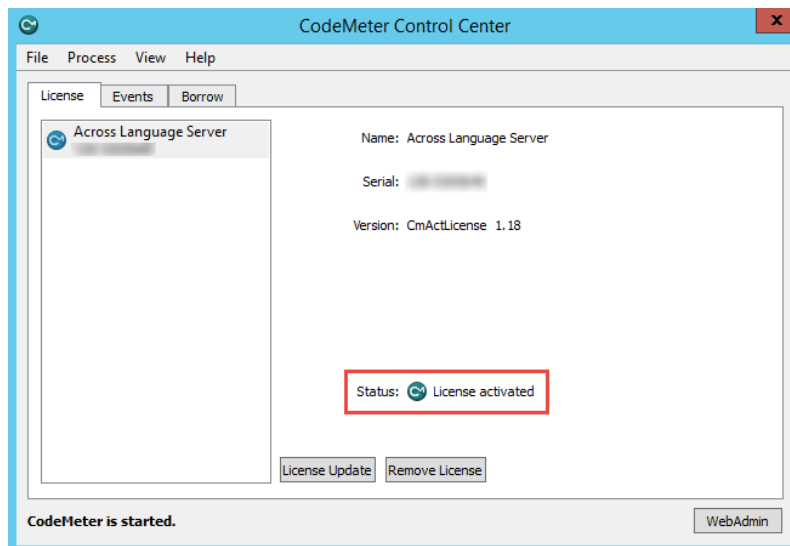 CodeMeter Control Center
x
File Process View Help
License Events Borrow
Across Language Server
Name: Across Language Server
Serial:
Version: CmActLicense 1.18
Status: License activated
License Update Remove License
CodeMeter is started.
WebAdmin